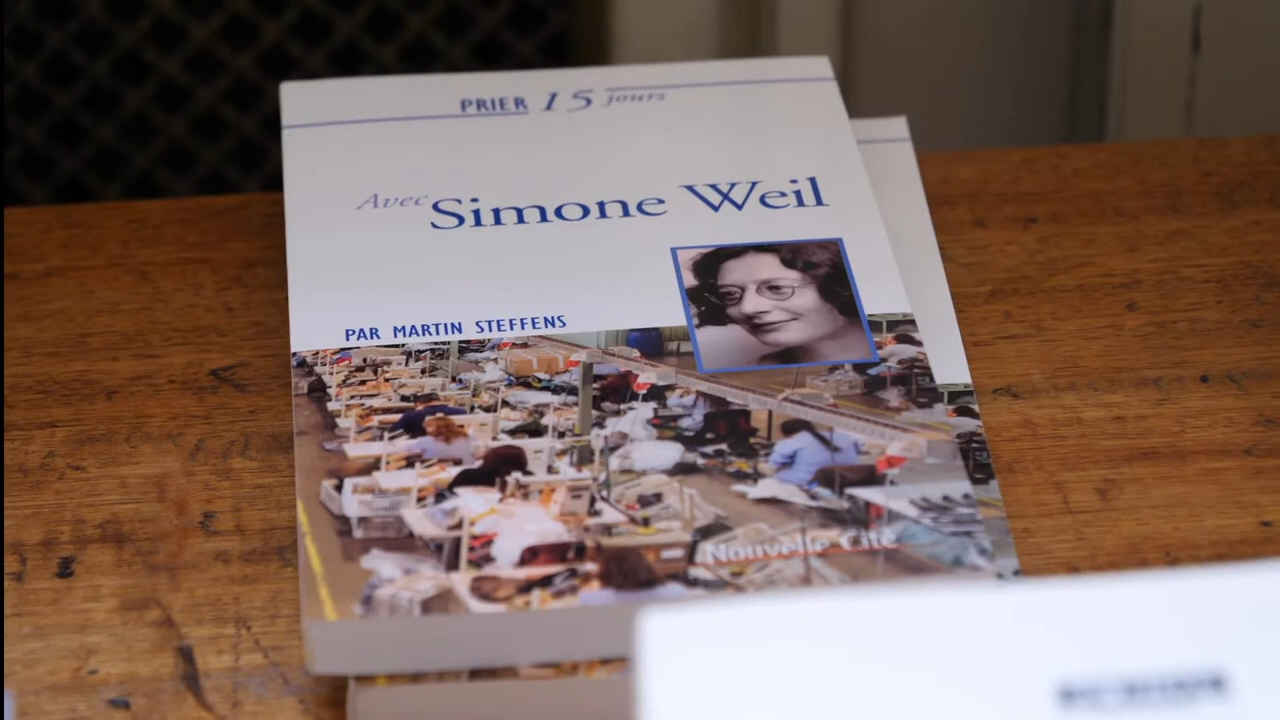 PRIER 15 jours
Avec Simone Weil
PAR MARTIN STEFFENS
Nouvelle Cité